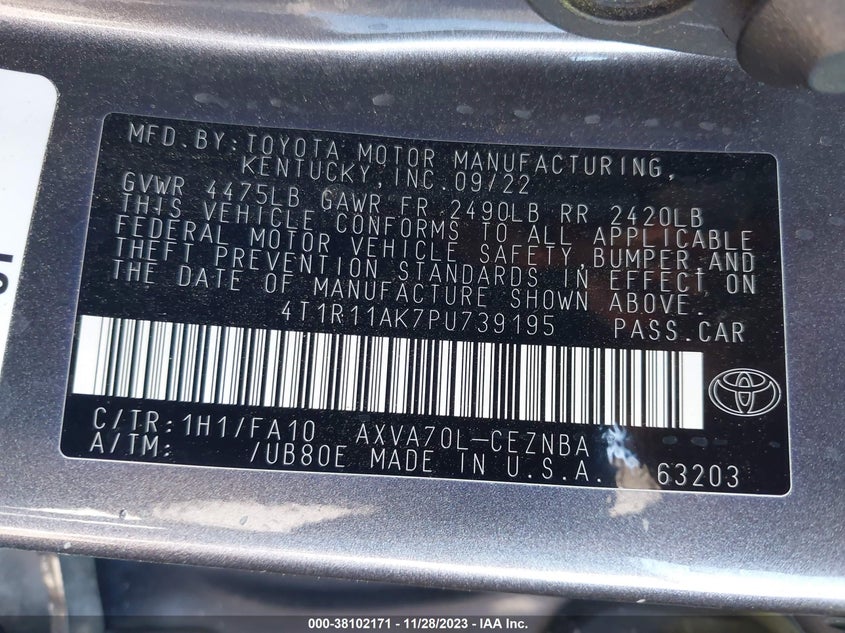 MFD.BY:TOYOTA MOTOR MANUFACTURING,
KENTUCKY,INC.09/22
GVWR 4475LB GAWR FR 2490LB RR 2420LB
THIS VEHICLE CONFORMS TO ALL APPLICABLE
FEDERAL MOTOR VEHICLE SAFETY,BUMPER,AND
THEFT PREVENTION STANDARDS IN EFFECT ON
THE DATE OF MANUFACTURE SHOWN ABOVE.
4T1R11AK7PU739195 PASS.CAR
C/TR:1H1/FA10 AXVA70L-CEZNBA
A/TM: /UB80E MADE IN U.S.A. 63203
000-38102171 - 11/28/2023 - IAA Inc.